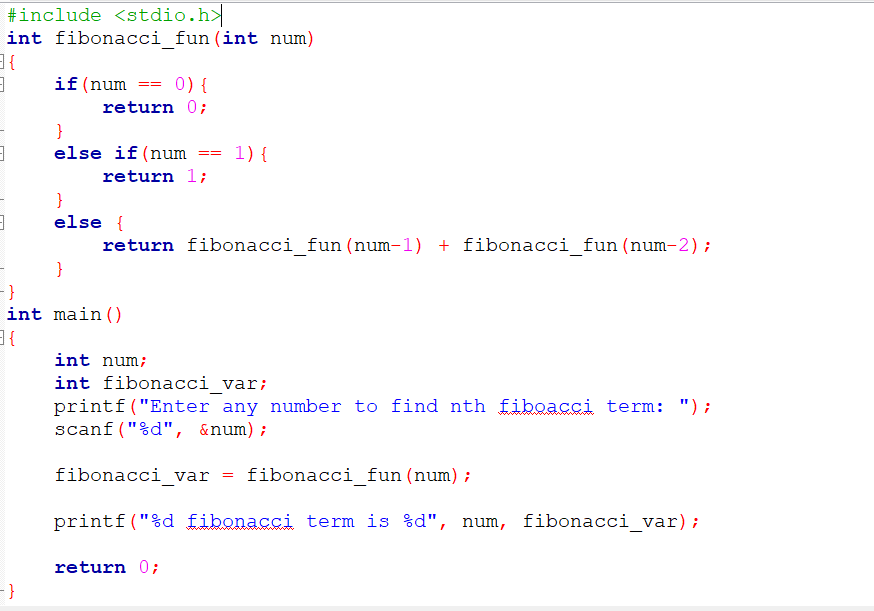 #include <stdio.h>
int fibonacci_fun(int num)
{
    if(num == 0){
        return 0;
    }
    else if(num == 1){
        return 1;
    }
    else {
        return fibonacci_fun(num-1) + fibonacci_fun(num-2);
    }
}
int main()
{
    int num;
    int fibonacci_var;
    printf("Enter any number to find nth fiboacci term: ");
    scanf("%d", &num);
    fibonacci_var = fibonacci_fun(num);
    printf("%d fibonacci term is %d", num, fibonacci_var);
    return 0;
}